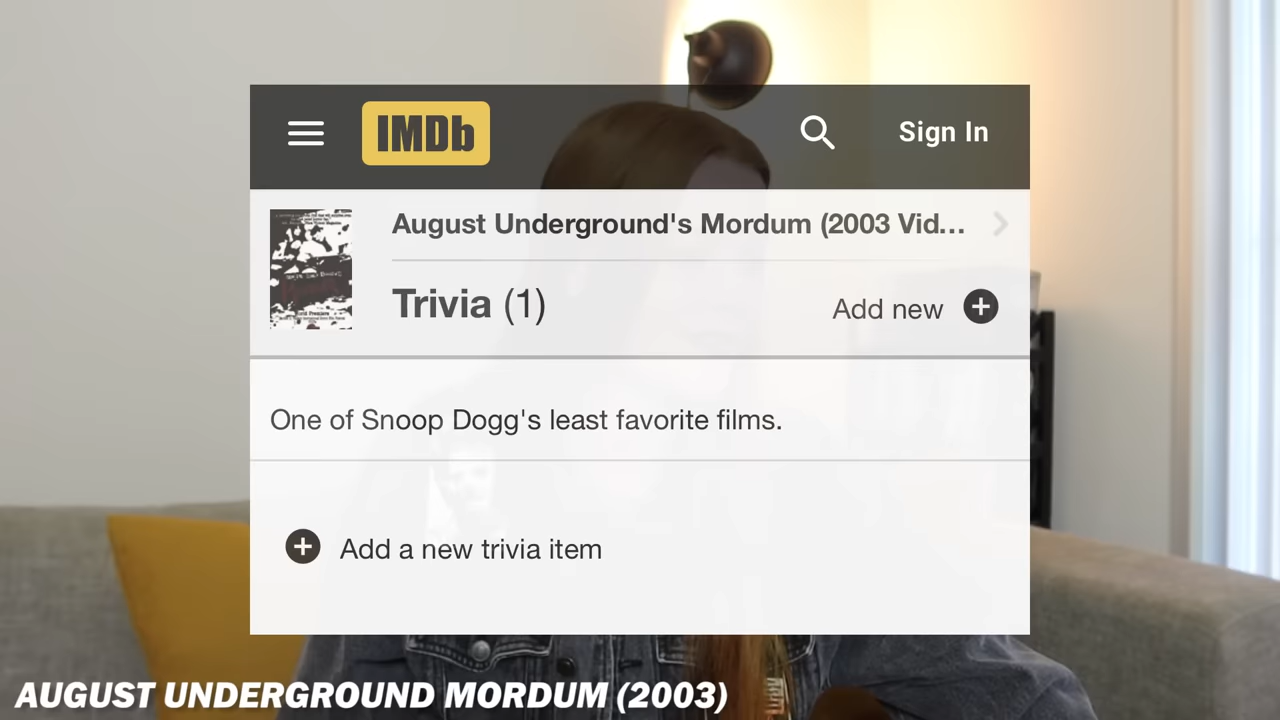 IMDb
Sign In
August Underground's Mordum (2003 Vid...
Trivia (1)
Add new
One of Snoop Dogg's least favorite films.
Add a new trivia item
AUGUST UNDERGROUND MORDUM (2003)